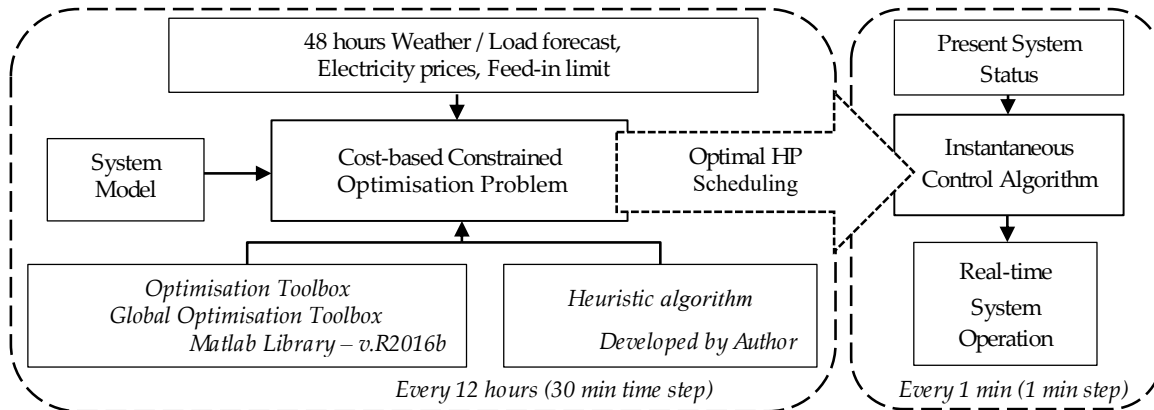 48 hours Weather / Load forecast,
Electricity prices, Feed-in limit
System
Model
Cost-based Constrained
Optimisation Problem
Optimal HP
Scheduling
Optimisation Toolbox
Global Optimisation Toolbox
Matlab Library – v.R2016b
Heuristic algorithm
Developed by Author
Every 12 hours (30 min time step)
Present System
Status
Instantaneous
Control Algorithm
Real-time
System
Operation
Every 1 min (1 min step)